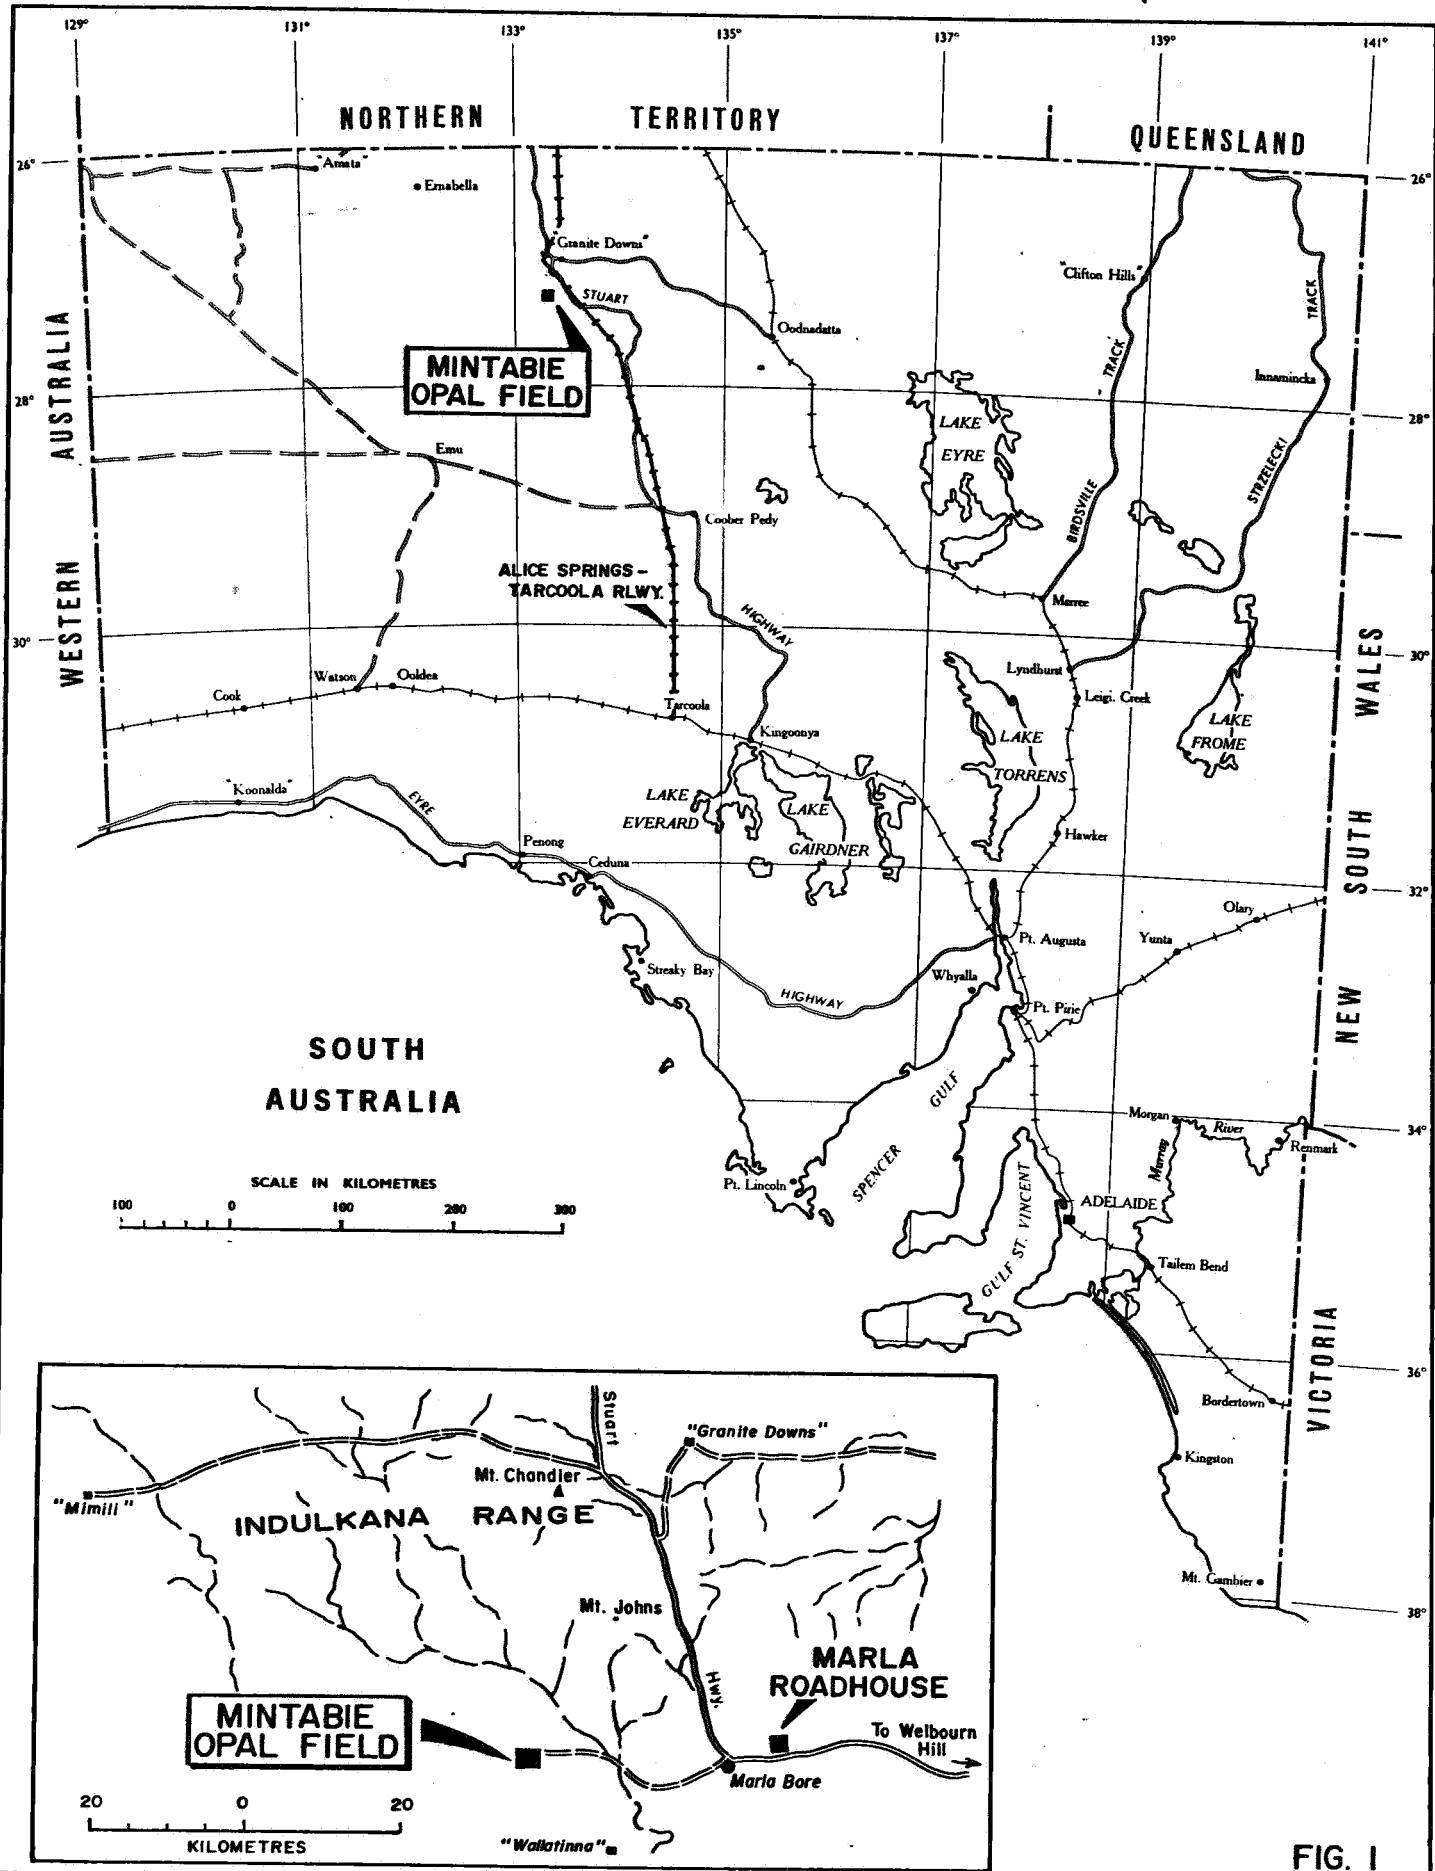 129°
131°
133°
135°
137°
139°
141°
NORTHERN TERRITORY
QUEENSLAND
26°
26°
"Amata"
Ernabella
"Granite Downs"
"Clifton Hills"
STUART
TRACK
Oodnadatta
MINTABIE
OPAL FIELD
TRACK
Innamincka
28°
28°
LAKE
EYRE
AUSTRALIA
Emu
STRZELECKI
BIRDSVILLE
Coober Pedy
ALICE SPRINGS –
TARCOOLA RLWY.
WESTERN
HIGHWAY
Marree
30°
30°
Lyndhurst
Watson
Ooldea
Leigi. Creek
Cook
Tarcoola
LAKE
FROME
Kingoonya
LAKE
TORRENS
WALES
"Koonalda"
EYRE
LAKE
EVERARD
LAKE
GAIRDNER
Hawker
Penong
Ceduna
SOUTH
32°
Olary
Pt. Augusta
Yunta
Streaky Bay
Whyalla
HIGHWAY
Pt. Pirie
NEW
SOUTH
AUSTRALIA
GULF
Morgan
River
34°
Renmark
Murray
SPENCER
Pt. Lincoln
SCALE IN KILOMETRES
100 0 100 200 300
GULF ST. VINCENT
ADELAIDE
Tailem Bend
VICTORIA
36°
Bordertown
Kingston
Mt. Gambier
38°
Stuart
"Granite Downs"
Mt. Chandler
"Mimili"
INDULKANA RANGE
Mt. Johns
MARLA
ROADHOUSE
Hwy.
MINTABIE
OPAL FIELD
To Welbourn
Hill
Marla Bore
20 0 20
KILOMETRES
"Wallatinna"
FIG. 1